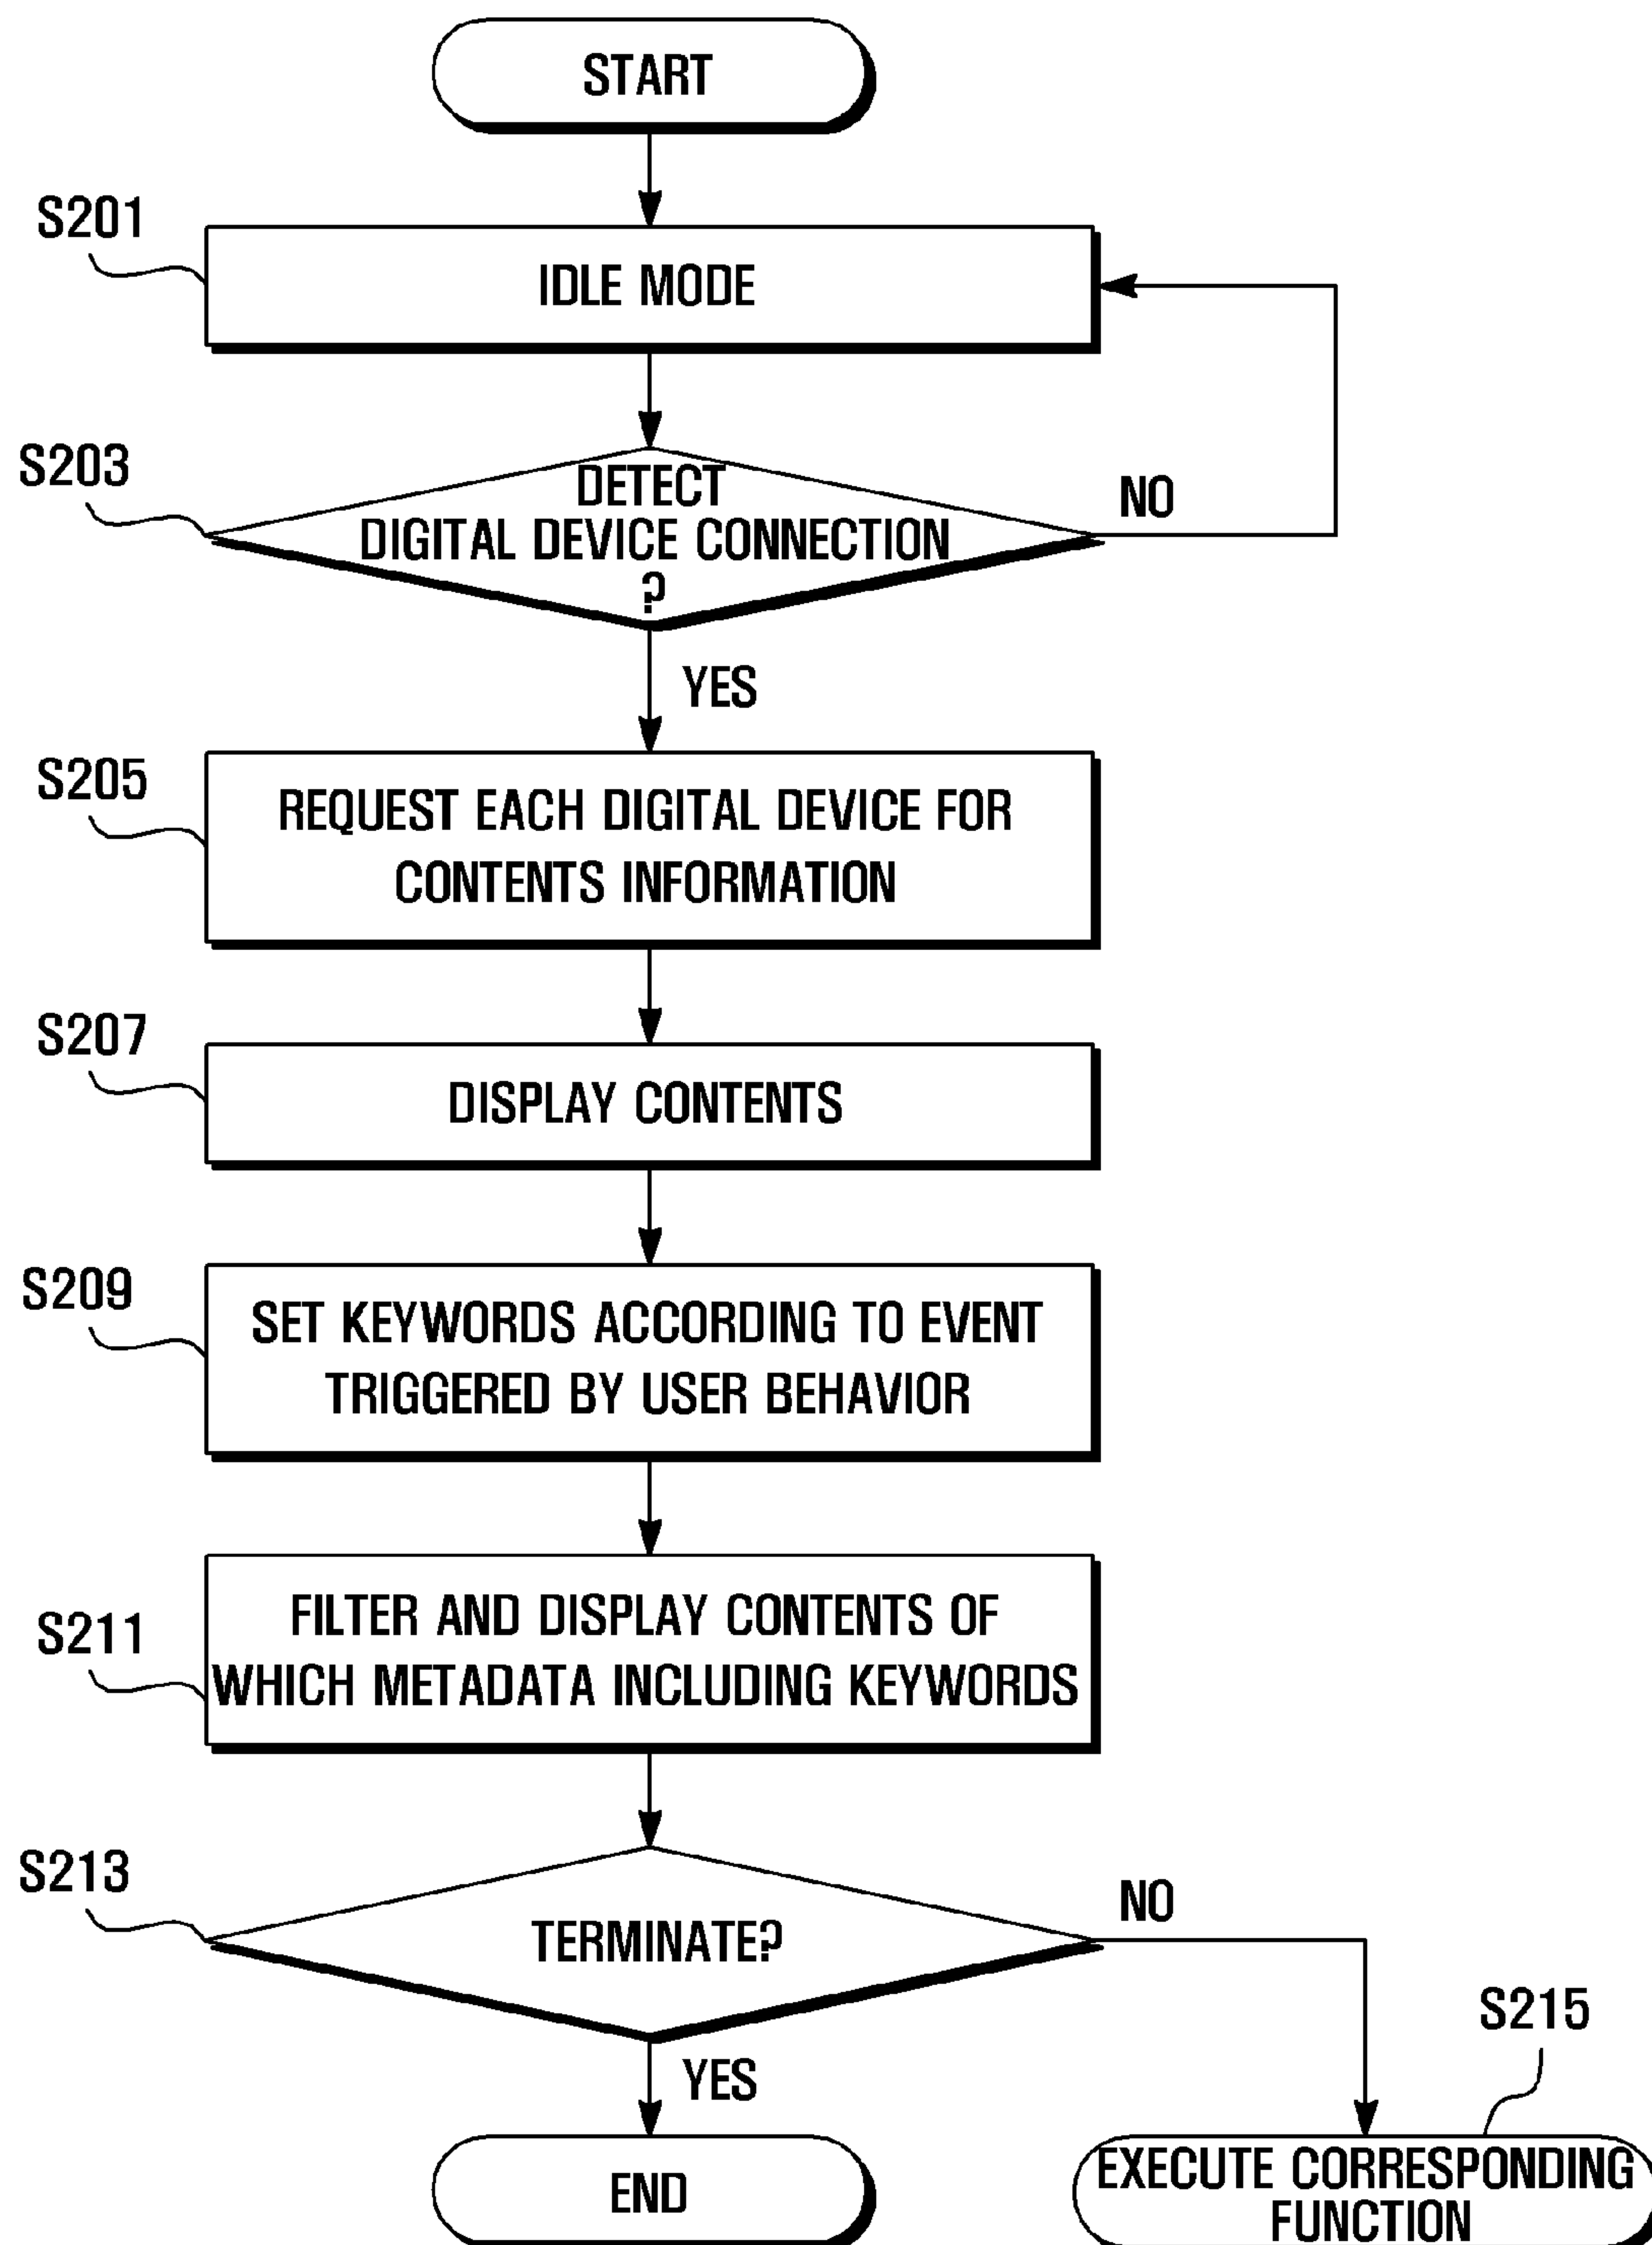 START
S201
IDLE MODE
S203
DETECT
DIGITAL DEVICE CONNECTION
?
NO
YES
S205
REQUEST EACH DIGITAL DEVICE FOR
CONTENTS INFORMATION
S207
DISPLAY CONTENTS
S209
SET KEYWORDS ACCORDING TO EVENT
TRIGGERED BY USER BEHAVIOR
S211
FILTER AND DISPLAY CONTENTS OF
WHICH METADATA INCLUDING KEYWORDS
S213
TERMINATE?
NO
YES
S215
END
EXECUTE CORRESPONDING
FUNCTION